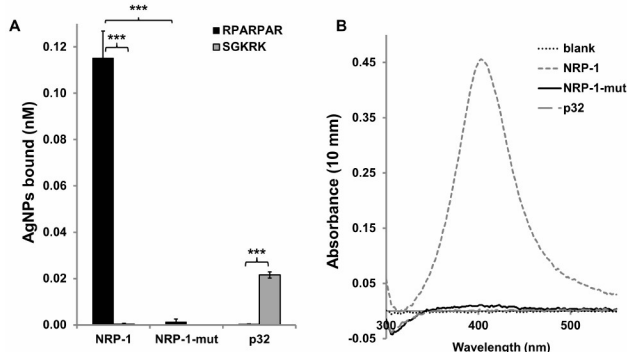 A
RPARPAR
SGKRK
***
***
***
AgNPs bound (nM)
0.12
0.10
0.08
0.06
0.04
0.02
0.00
NRP-1
NRP-1-mut
p32
B
blank
NRP-1
NRP-1-mut
p32
Absorbance (10 mm)
0.45
0.35
0.25
0.15
0.05
-0.05
300
400
500
Wavelength (nm)